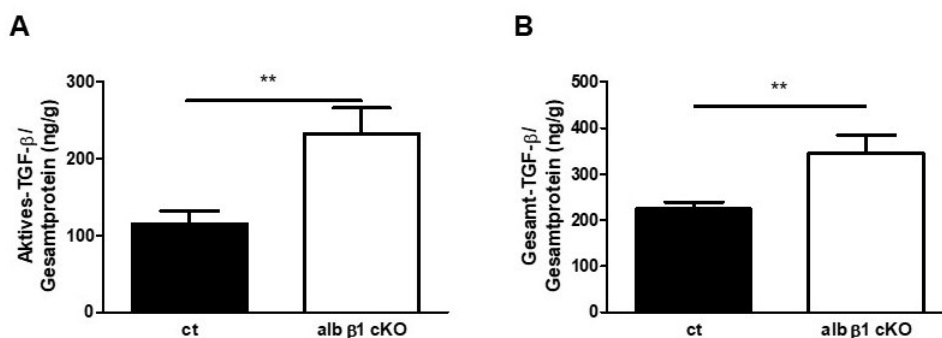 A
Aktives-TGF-β/
Gesamtprotein (ng/g)
300
200
100
0
**
ct
alb β1 cKO
B
Gesamt-TGF-β/
Gesamtprotein (ng/g)
500
400
300
200
100
0
**
ct
alb β1 cKO